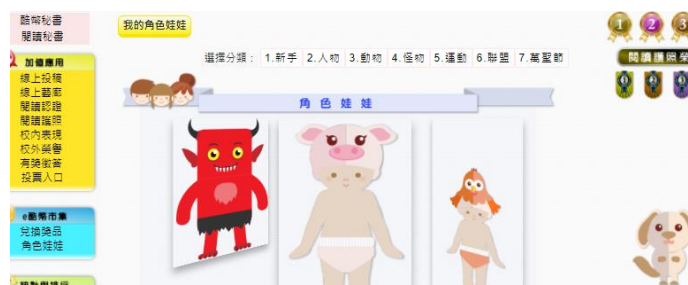 酷幣秘書
閱讀秘書
加值應用
線上投稿
線上藝廊
閱讀認證
閱讀護照
校內表現
校外榮譽
有獎徵答
投票入口
e酷幣市集
兌換獎品
角色娃娃
我的角色娃娃
選擇分類： 1.新手 2.人物 3.動物 4.怪物 5.運動 6.聯盟 7.萬聖節
角色娃娃
1 2 3
閱讀護照榮